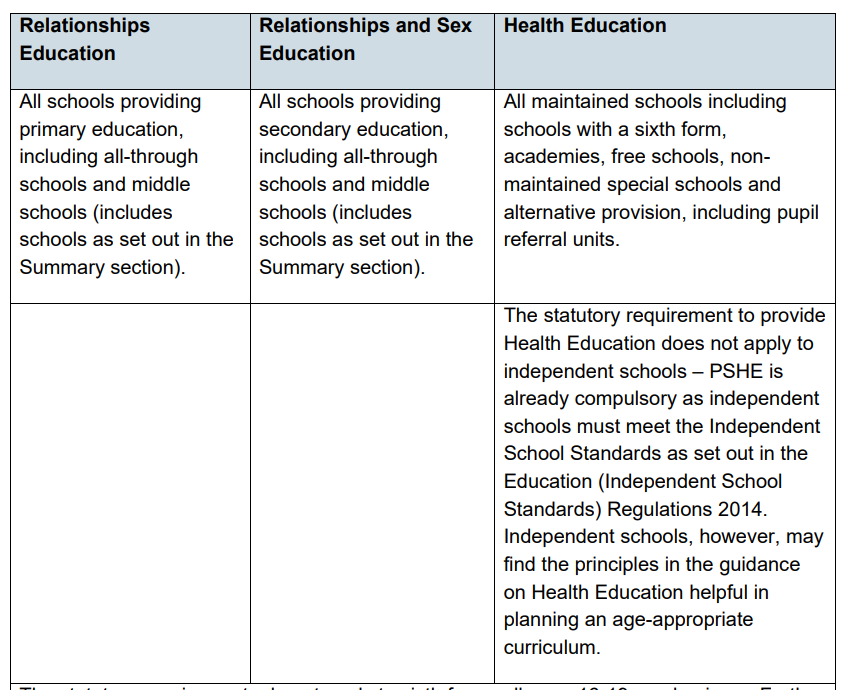 Relationships
Education
Relationships and Sex
Education
Health Education
All schools providing
primary education,
including all-through
schools and middle
schools (includes
schools as set out in the
Summary section).
All schools providing
secondary education,
including all-through
schools and middle
schools (includes
schools as set out in the
Summary section).
All maintained schools including
schools with a sixth form,
academies, free schools, non-
maintained special schools and
alternative provision, including pupil
referral units.
The statutory requirement to provide
Health Education does not apply to
independent schools – PSHE is
already compulsory as independent
schools must meet the Independent
School Standards as set out in the
Education (Independent School
Standards) Regulations 2014.
Independent schools, however, may
find the principles in the guidance
on Health Education helpful in
planning an age-appropriate
curriculum.